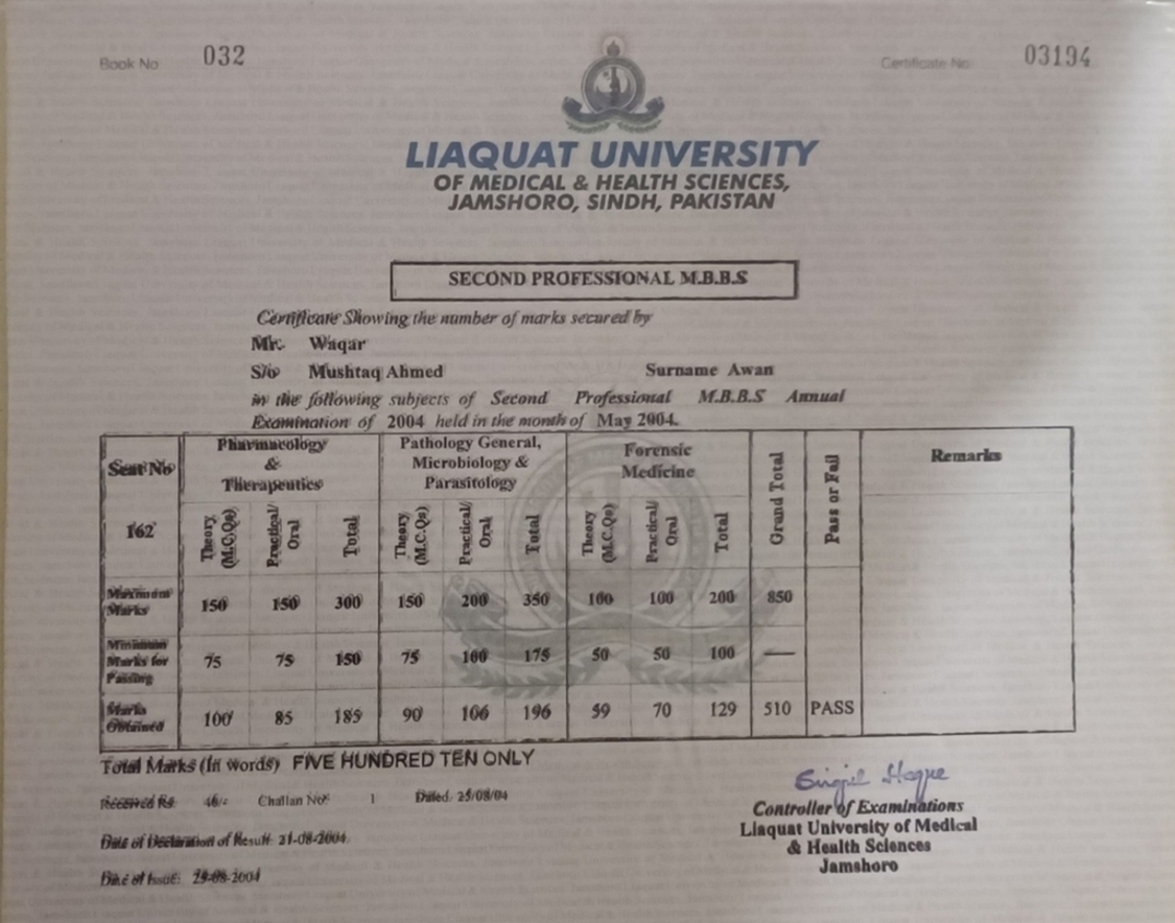 Book No 032 Certificate No 03194
LIAQUAT UNIVERSITY
OF MEDICAL & HEALTH SCIENCES,
JAMSHORO, SINDH, PAKISTAN
SECOND PROFESSIONAL M.B.B.S
Certificate Showing the number of marks secured by
Mr. Waqar
S/o Mushtaq Ahmed Surname Awan
in the following subjects of Second Professional M.B.B.S Annual
Examination of 2004 held in the month of May 2004.
Seat No Pharmacology & Therapeutics Pathology General, Microbiology & Parasitology Forensic Medicine Grand Total Pass or Fail Remarks
162 Theory (M.C.Qs) Practical/ Oral Total Theory (M.C.Qs) Practical/ Oral Total Theory (M.C.Qs) Practical/ Oral Total
Maximum Marks 150 150 300 150 200 350 100 100 200 850
Minimum Marks for Passing 75 75 150 75 100 175 50 50 100 —
Marks Obtained 100 85 185 90 106 196 59 70 129 510 PASS
Total Marks (In words) FIVE HUNDRED TEN ONLY
Received Rs. 46/= Challan No: 1 Dated: 25/08/04
Date of Declaration of Result: 21-08-2004
Date of Issue: 29-08-2004
Controller of Examinations
Liaquat University of Medical
& Health Sciences
Jamshoro